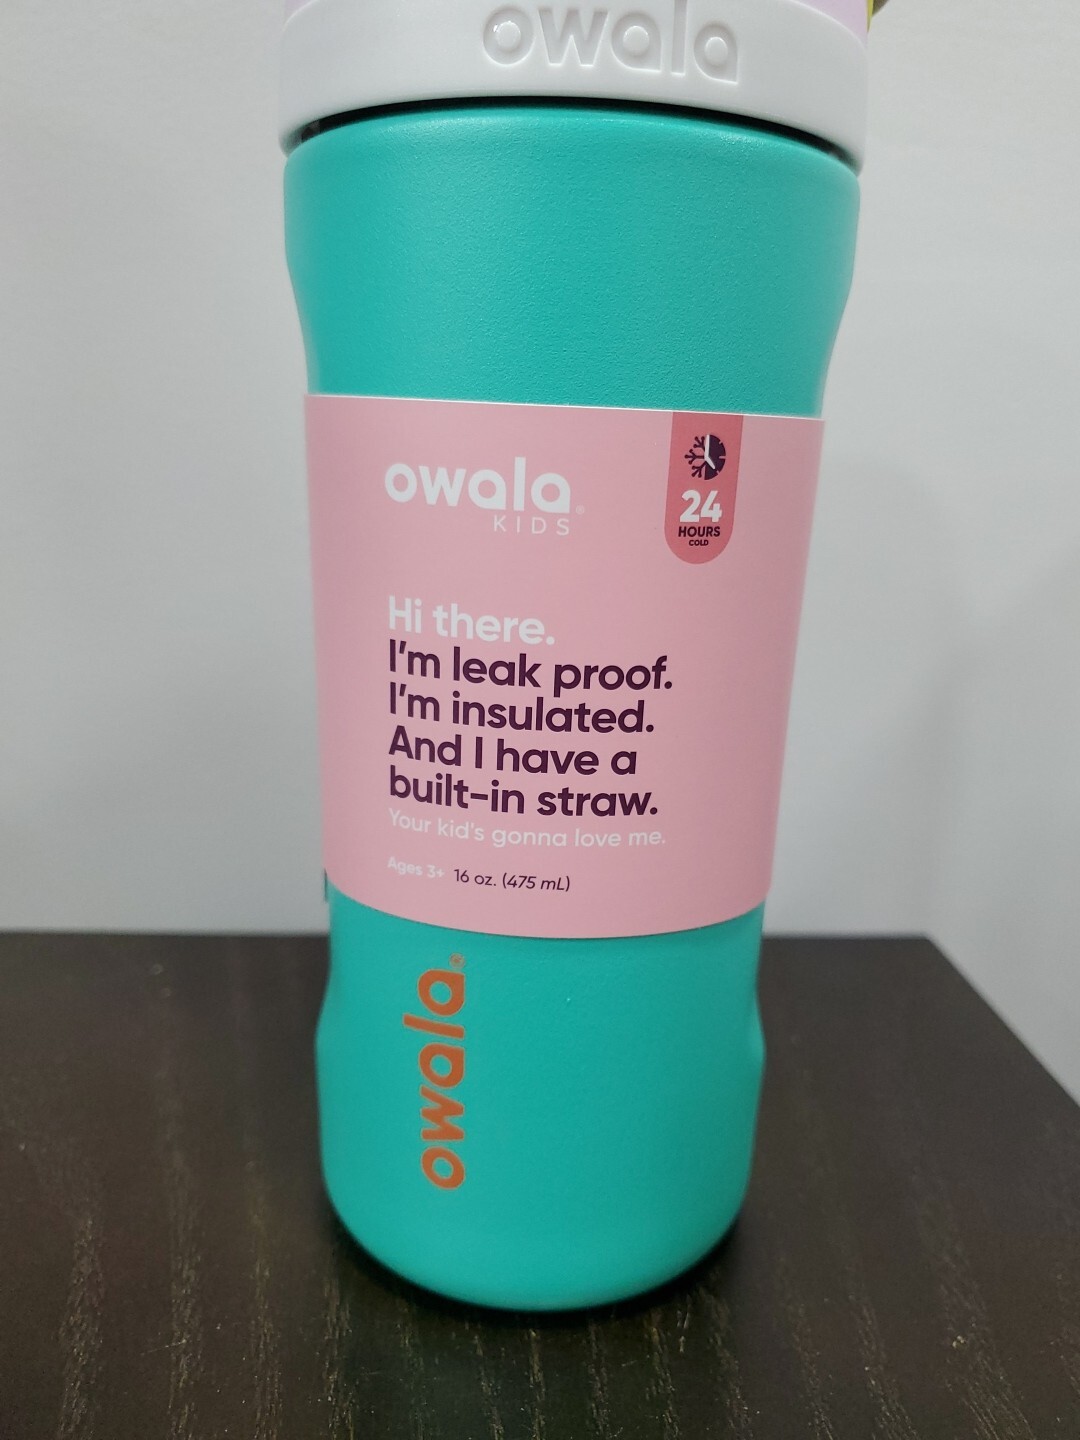 owala
owala®
KIDS
24
HOURS
COLD
Hi there.
I'm leak proof.
I'm insulated.
And I have a
built-in straw.
Your kid's gonna love me.
Ages 3+ 16 oz. (475 mL)
owala®